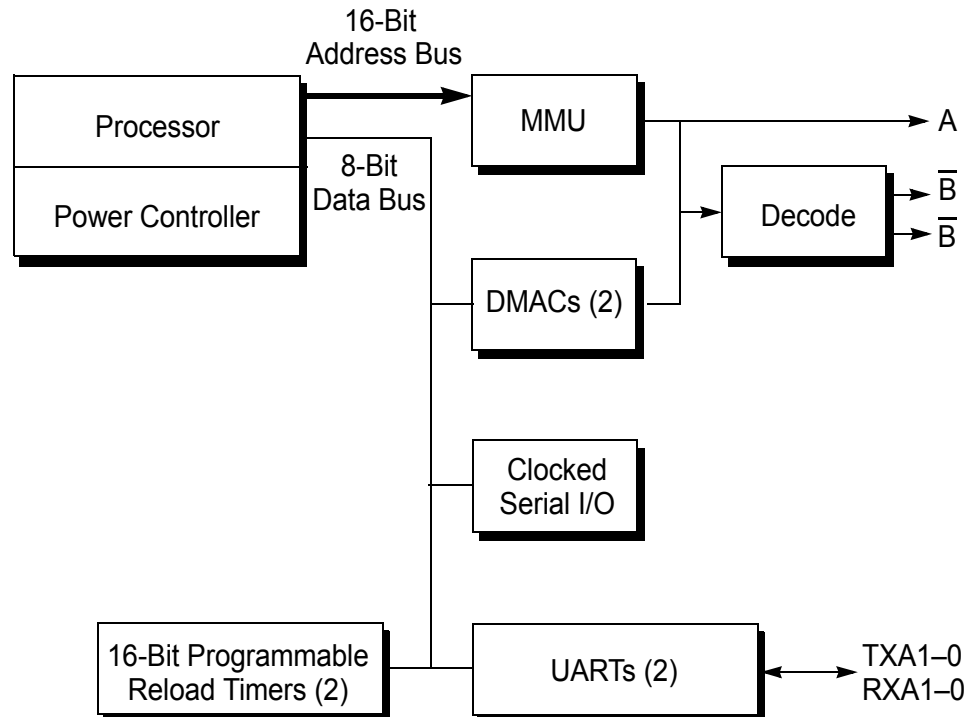 16-Bit
Address Bus
Processor
MMU
A
8-Bit
Data Bus
Power Controller
B̅
Decode
B̅
DMACs (2)
Clocked
Serial I/O
16-Bit Programmable
Reload Timers (2)
UARTs (2)
TXA1–0
RXA1–0